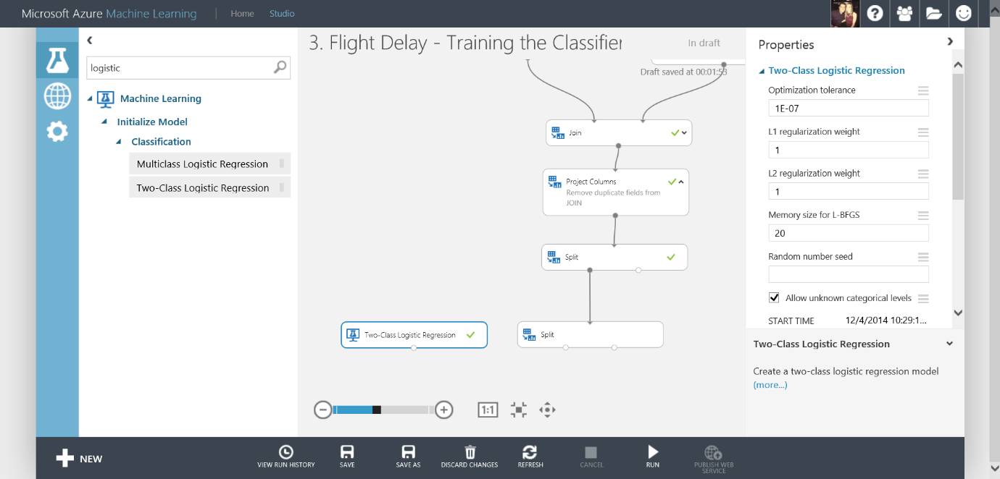 Microsoft Azure Machine Learning
Home
Studio
logistic
Machine Learning
Initialize Model
Classification
Multiclass Logistic Regression
Two-Class Logistic Regression
3. Flight Delay - Training the Classifier
In draft
Draft saved at 00:01:53
Join
Project Columns
Remove duplicate fields from
JOIN
Split
Two-Class Logistic Regression
Split
1:1
Properties
Two-Class Logistic Regression
Optimization tolerance
1E-07
L1 regularization weight
1
L2 regularization weight
1
Memory size for L-BFGS
20
Random number seed
Allow unknown categorical levels
START TIME 12/4/2014 10:29:1...
Two-Class Logistic Regression
Create a two-class logistic regression model
(more...)
NEW
VIEW RUN HISTORY
SAVE
SAVE AS
DISCARD CHANGES
REFRESH
CANCEL
RUN
PUBLISH WEB
SERVICE